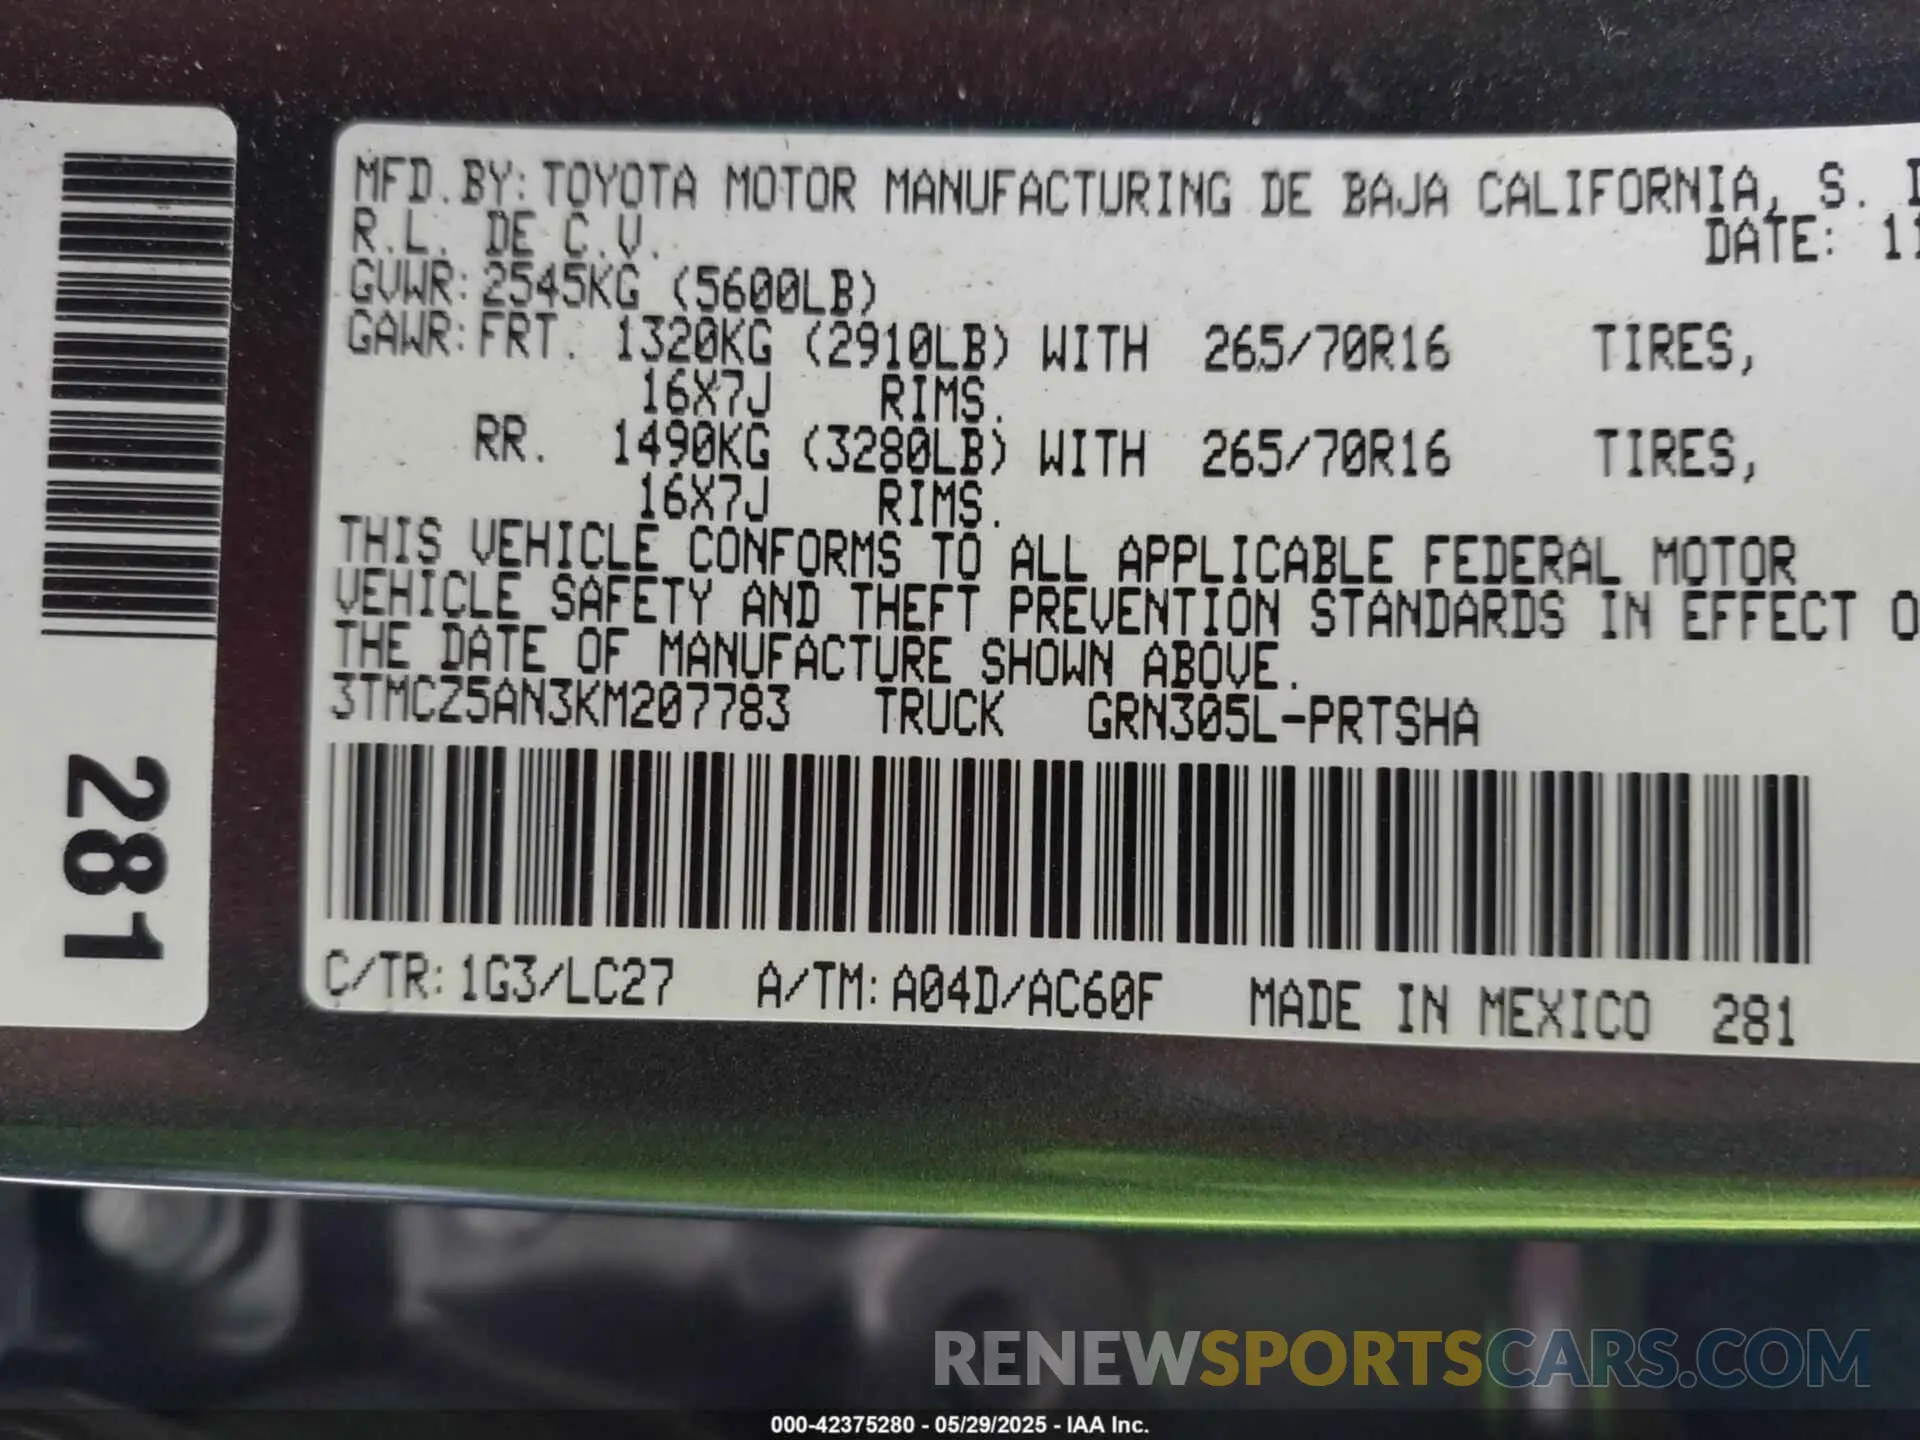 MFD.BY: TOYOTA MOTOR MANUFACTURING DE BAJA CALIFORNIA, S.
R.L. DE C.V.
DATE: 11
GVWR: 2545KG (5600LB)
GAWR: FRT. 1320KG (2910LB) WITH 265/70R16 TIRES,
16X7J RIMS.
RR. 1490KG (3280LB) WITH 265/70R16 TIRES,
16X7J RIMS.
THIS VEHICLE CONFORMS TO ALL APPLICABLE FEDERAL MOTOR
VEHICLE SAFETY AND THEFT PREVENTION STANDARDS IN EFFECT O
THE DATE OF MANUFACTURE SHOWN ABOVE.
3TMCZ5AN3KM207783 TRUCK GRN305L-PRTSHA
C/TR: 1G3/LC27 A/TM: A04D/AC60F MADE IN MEXICO 281
281
RENEWSPORTSCARS.COM
000-42375280 - 05/29/2025 - IAA Inc.